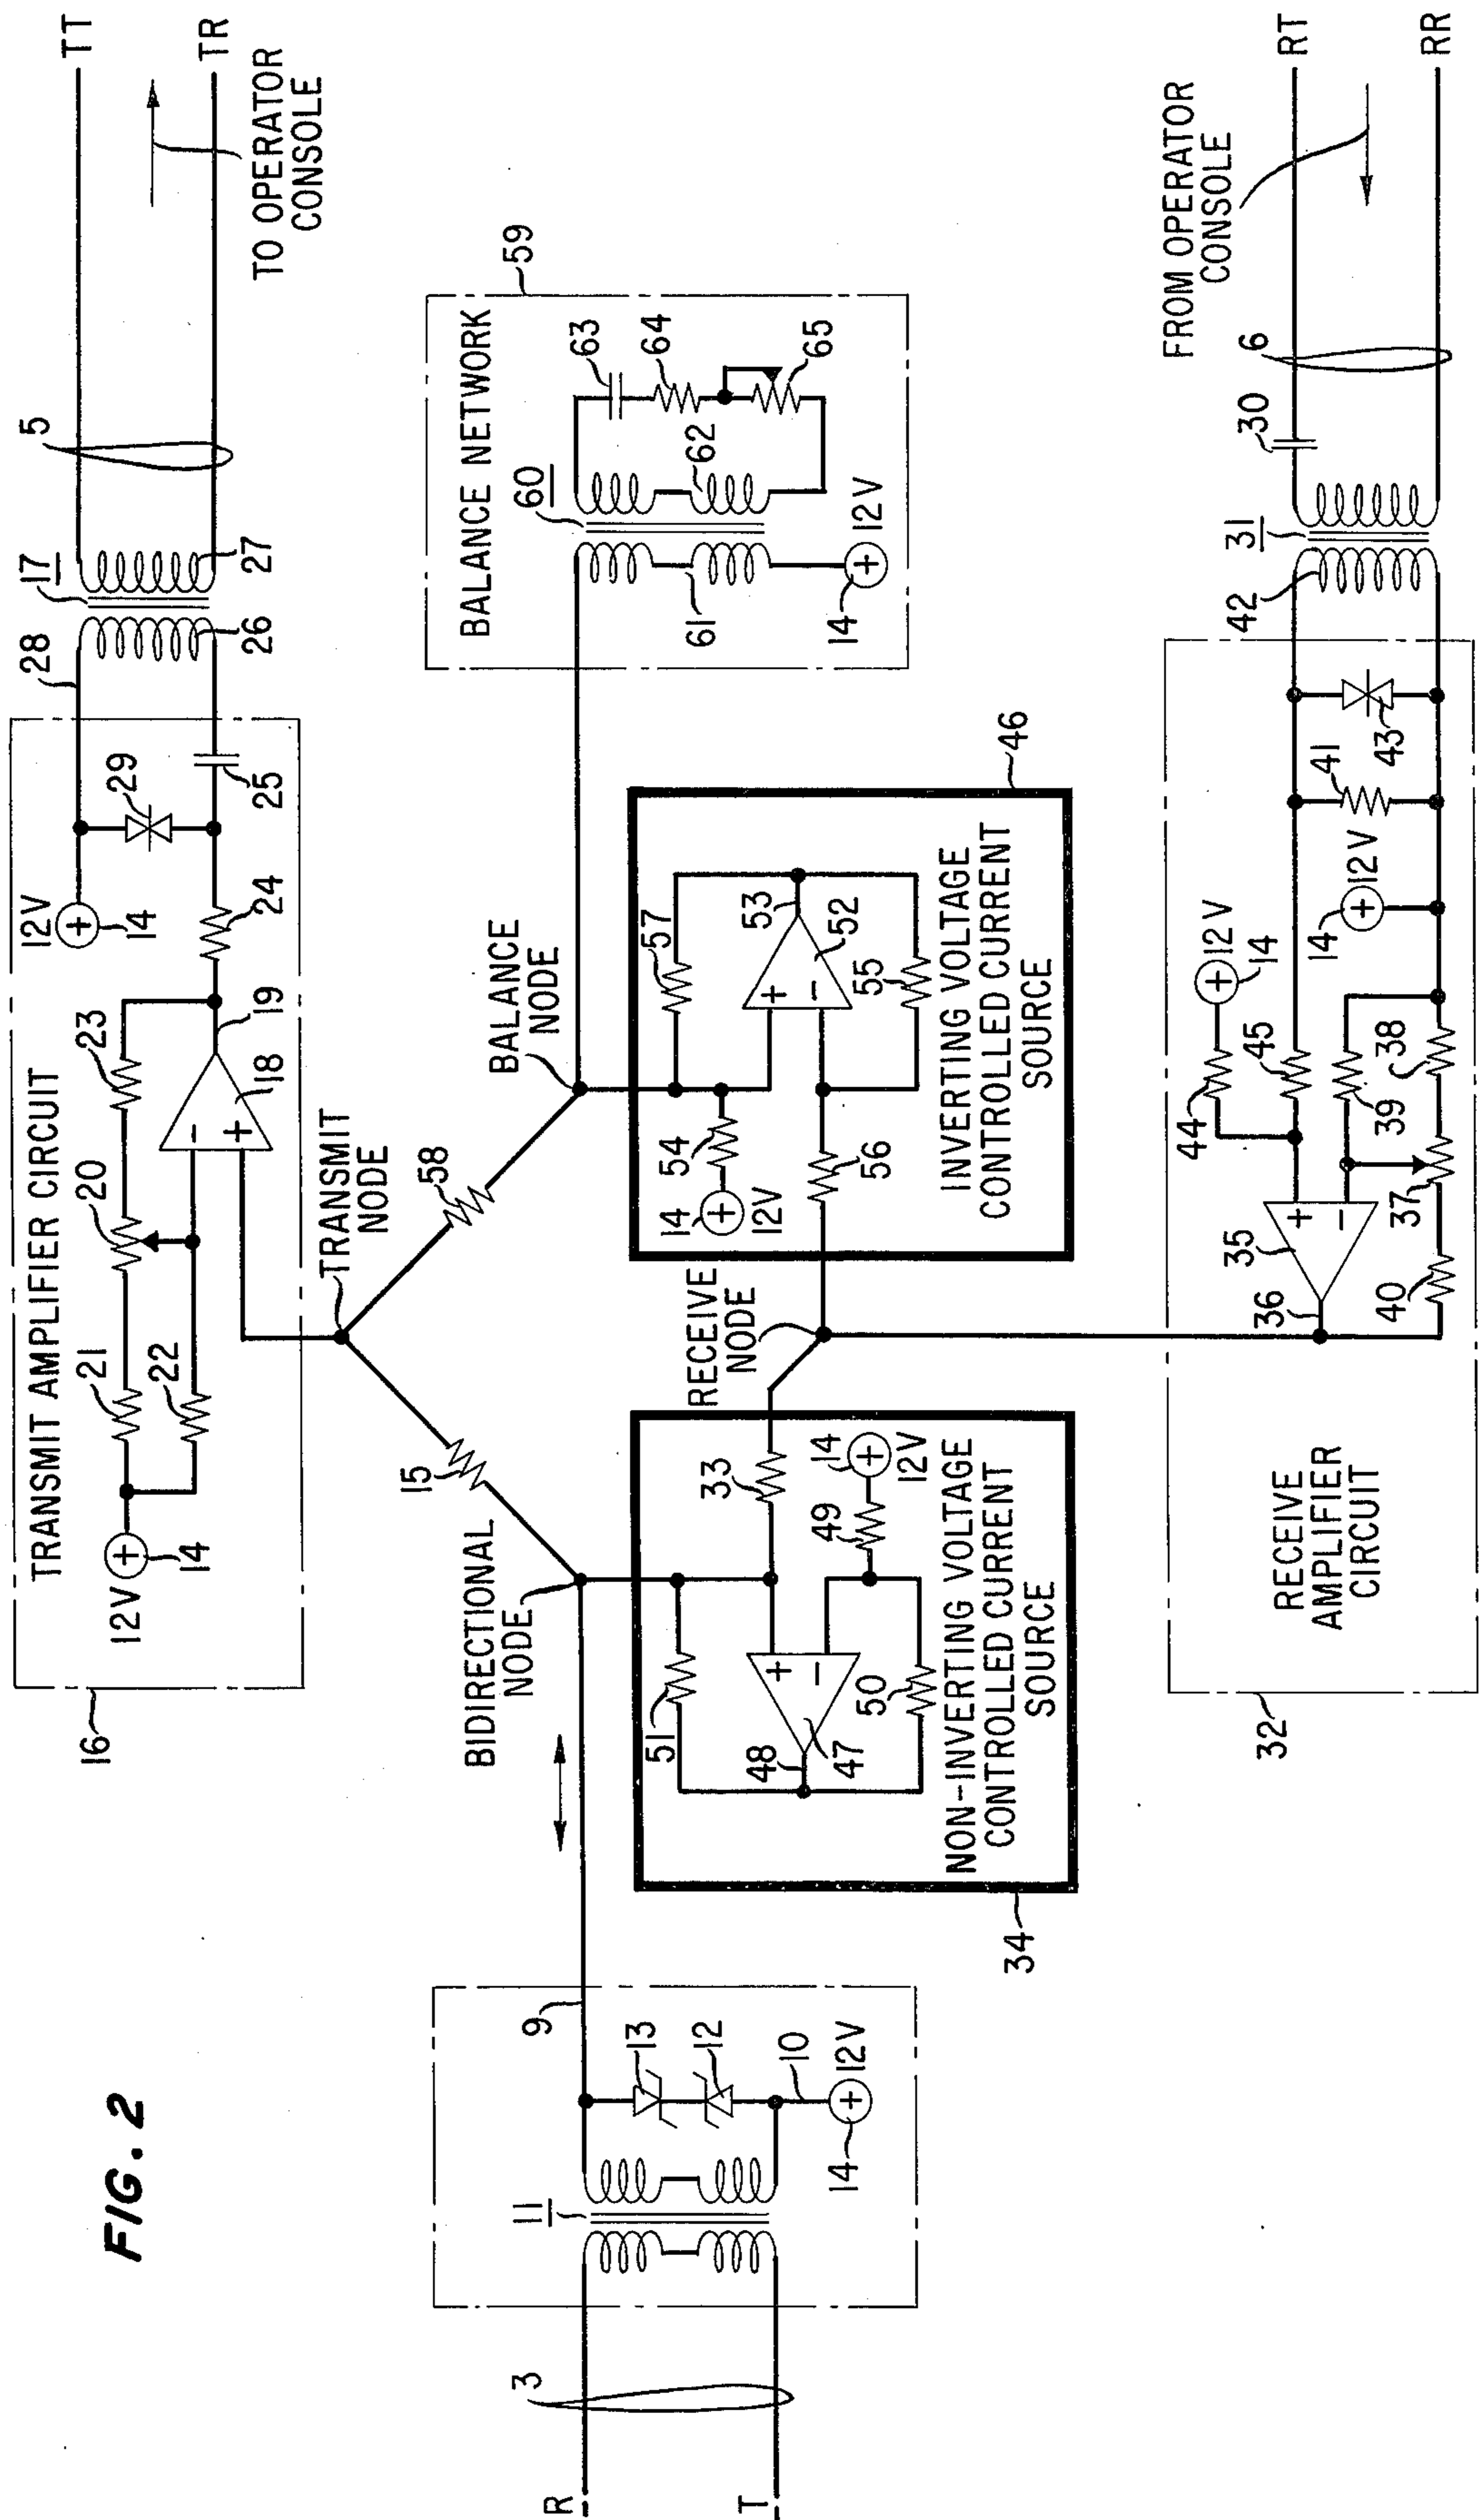 FIG. 2
TRANSMIT AMPLIFIER CIRCUIT
16
12V
14
21
22
20
23
18
19
24
12V
14
29
25
28
17
26
27
5
TT
TR
TO OPERATOR
CONSOLE
TRANSMIT
NODE
15
58
BIDIRECTIONAL
NODE
BALANCE
NODE
R
T
3
11
13
12
10
9
14
12V
34
51
48
47
50
33
49
14
12V
NON-INVERTING VOLTAGE
CONTROLLED CURRENT
SOURCE
RECEIVE
NODE
46
57
53
52
55
54
56
14
12V
INVERTING VOLTAGE
CONTROLLED CURRENT
SOURCE
59
BALANCE NETWORK
60
61
62
63
64
65
14
12V
32
RECEIVE
AMPLIFIER
CIRCUIT
35
36
40
37
38
39
44
45
12V
14
14
12V
41
43
42
31
30
6
FROM OPERATOR
CONSOLE
RT
RR
+
−